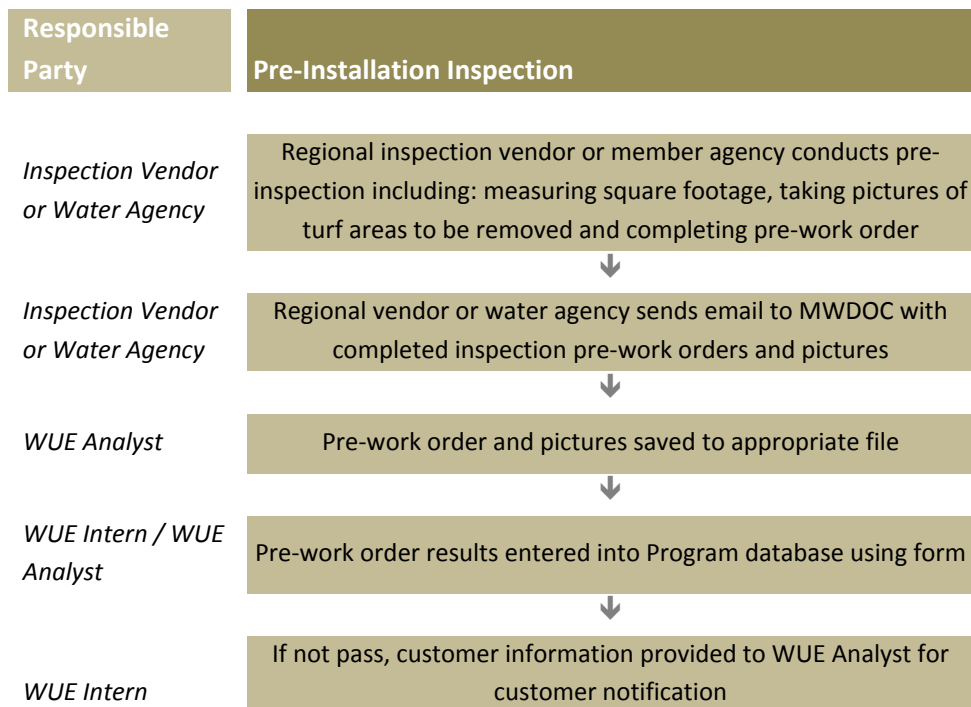 Responsible
Party
Pre-Installation Inspection
Inspection Vendor
or Water Agency
Regional inspection vendor or member agency conducts pre-
inspection including: measuring square footage, taking pictures of
turf areas to be removed and completing pre-work order
Inspection Vendor
or Water Agency
Regional vendor or water agency sends email to MWDOC with
completed inspection pre-work orders and pictures
WUE Analyst
Pre-work order and pictures saved to appropriate file
WUE Intern / WUE
Analyst
Pre-work order results entered into Program database using form
WUE Intern
If not pass, customer information provided to WUE Analyst for
customer notification